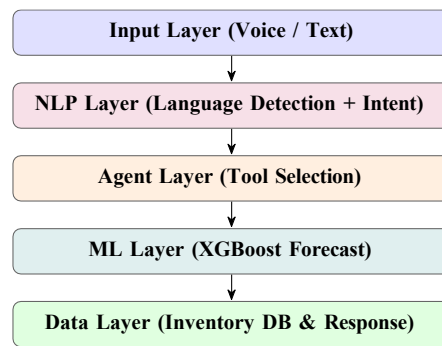 Input Layer (Voice / Text)
NLP Layer (Language Detection + Intent)
Agent Layer (Tool Selection)
ML Layer (XGBoost Forecast)
Data Layer (Inventory DB & Response)